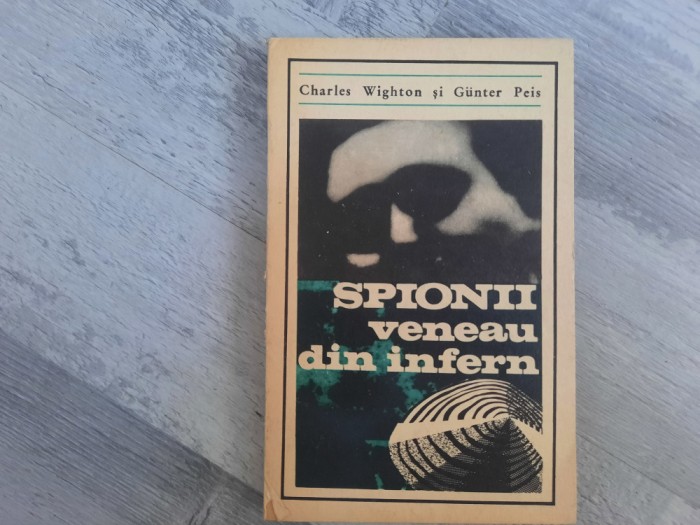 Charles Wighton și Günter Peis
SPIONII
veneau
din infern